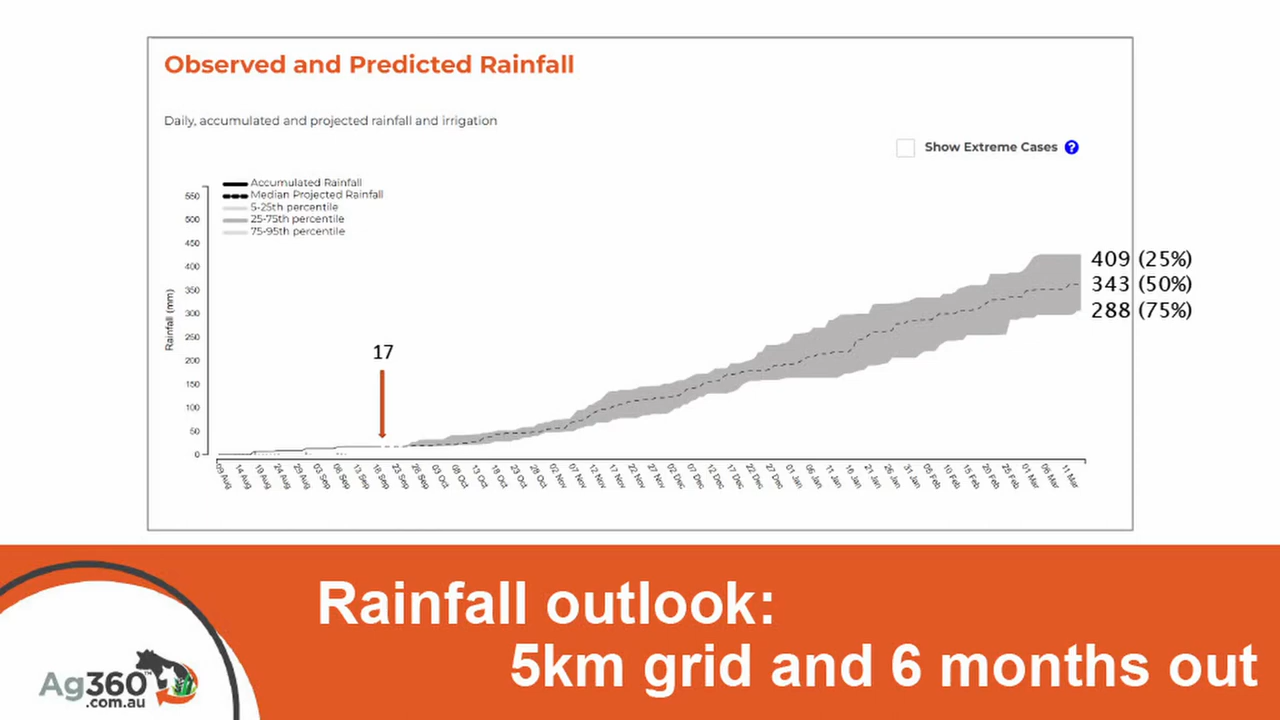 Observed and Predicted Rainfall
Daily, accumulated and projected rainfall and irrigation
Show Extreme Cases ?
Accumulated Rainfall
Median Projected Rainfall
5-25th percentile
25-75th percentile
75-95th percentile
Rainfall (mm)
550
500
450
400
350
300
250
200
150
100
50
0
17
409 (25%)
343 (50%)
288 (75%)
09 Aug 14 Aug 19 Aug 24 Aug 29 Aug 03 Sep 08 Sep 13 Sep 18 Sep 23 Sep 28 Sep 03 Oct 08 Oct 13 Oct 18 Oct 23 Oct 28 Oct 02 Nov 07 Nov 12 Nov 17 Nov 22 Nov 27 Nov 02 Dec 07 Dec 12 Dec 17 Dec 22 Dec 27 Dec 01 Jan 06 Jan 11 Jan 16 Jan 21 Jan 26 Jan 31 Jan 05 Feb 10 Feb 15 Feb 20 Feb 25 Feb 01 Mar 06 Mar 11 Mar
Rainfall outlook:
5km grid and 6 months out
Ag360™
.com.au